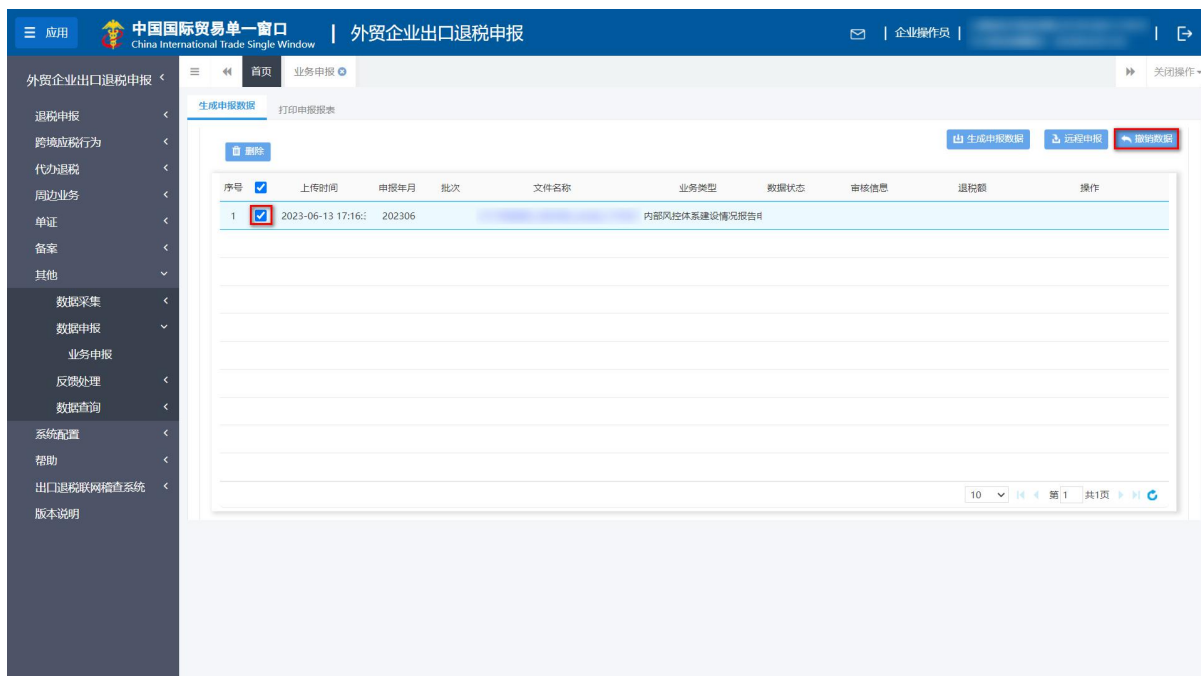 应用
中国国际贸易单一窗口
China International Trade Single Window
外贸企业出口退税申报
企业操作员
外贸企业出口退税申报
首页
业务申报
关闭操作
退税申报
跨境应税行为
代办退税
周边业务
单证
备案
其他
数据采集
数据申报
业务申报
反馈处理
数据查询
系统配置
帮助
出口退税联网稽查系统
版本说明
生成申报数据
打印申报报表
删除
生成申报数据
远程申报
撤销数据
序号 上传时间 申报年月 批次 文件名称 业务类型 数据状态 审核信息 退税额 操作
1 2023-06-13 17:16: 202306 内部风控体系建设情况报告
10 第 1 共1页